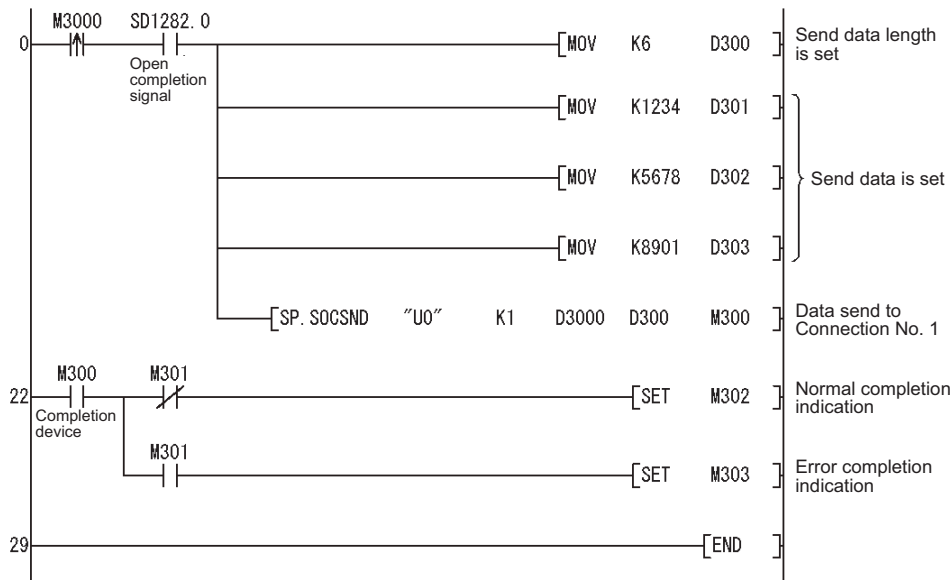 M3000 SD1282. 0
0 [MOV K6 D300 ] Send data length
is set
Open
completion
signal
[MOV K1234 D301 ]
[MOV K5678 D302 ] Send data is set
[MOV K8901 D303 ]
[SP. SOCSND "U0" K1 D3000 D300 M300 ] Data send to
Connection No. 1
M300 M301
22 [SET M302 ] Normal completion
indication
Completion
device
M301
[SET M303 ] Error completion
indication
29 [END ]